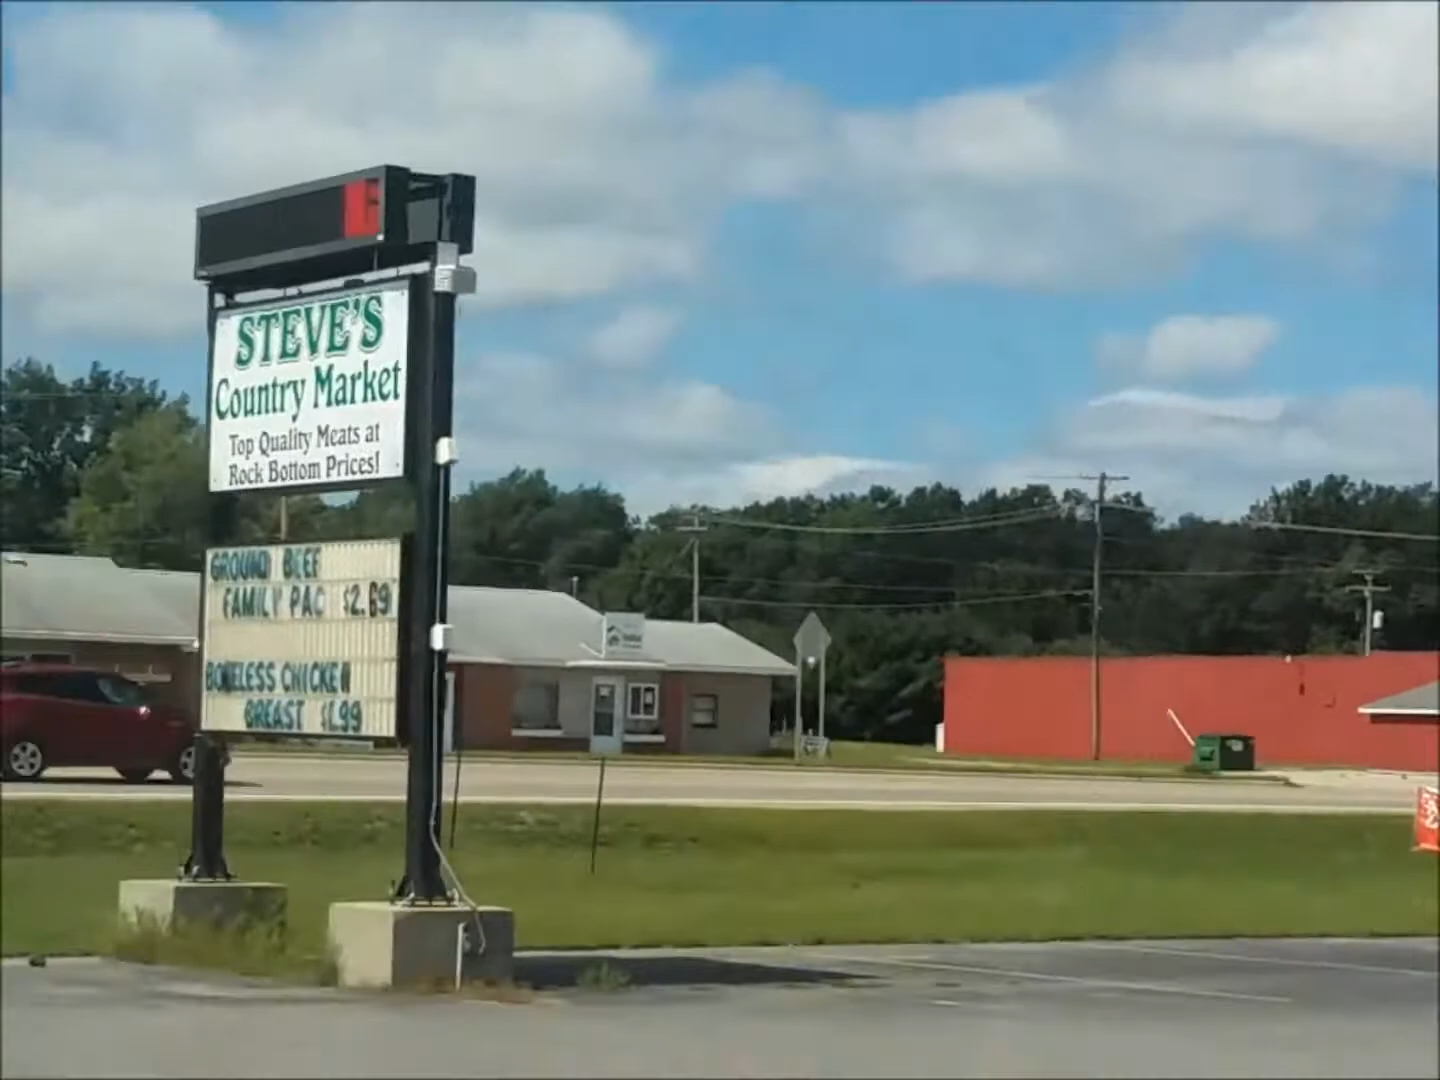 F
STEVE'S
Country Market
Top Quality Meats at
Rock Bottom Prices!
GROUND BEEF
FAMILY PAC $2.69
BONELESS CHICKEN
BREAST $1.99